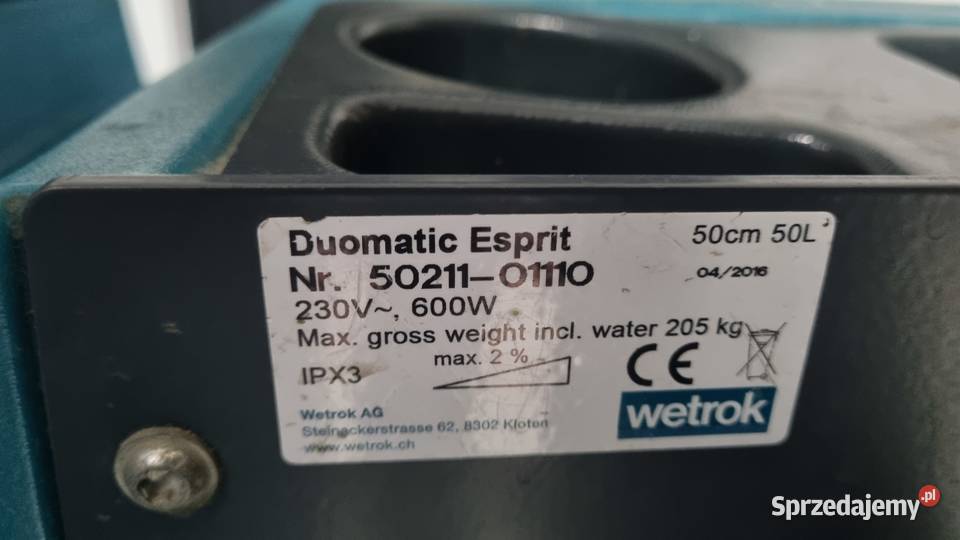 Duomatic Esprit 50cm 50L
Nr. 50211-01110 04/2016
230V~, 600W
Max. gross weight incl. water 205 kg
max. 2 %
IPX3
CE
Wetrok AG
Steinackerstrasse 62, 8302 Kloten
www.wetrok.ch
wetrok
Sprzedajemy.pl